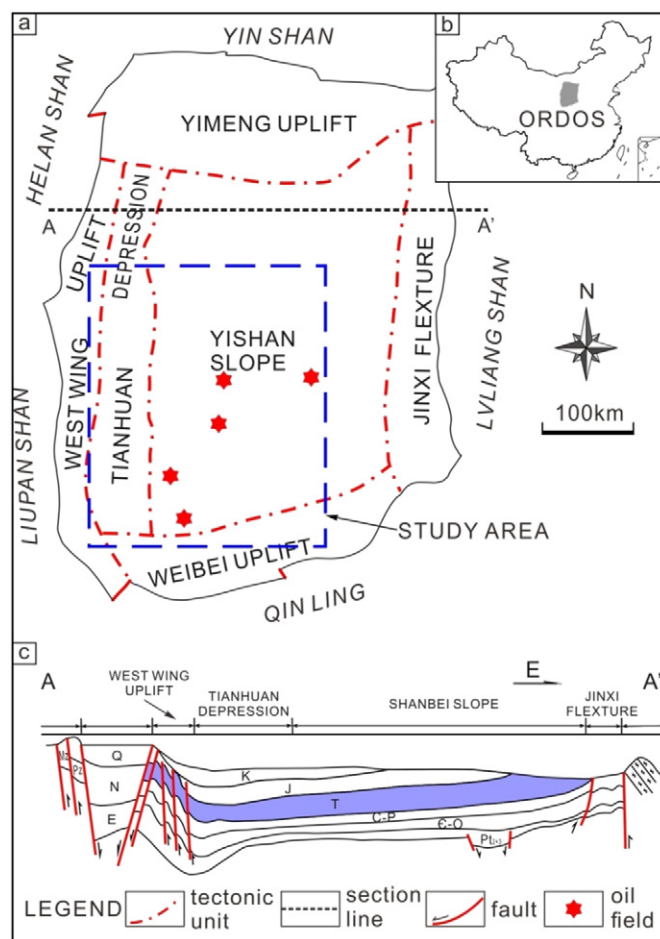 a
YIN SHAN
b
ORDOS
HELAN SHAN
YIMENG UPLIFT
A
A'
UPLIFT
DEPRESSION
WEST WING
TIANHUAN
YISHAN
SLOPE
JINXI FLEXTURE
LVLIANG SHAN
LIUPAN SHAN
N
100km
STUDY AREA
WEIBEI UPLIFT
QIN LING
c
A
WEST WING
UPLIFT
TIANHUAN
DEPRESSION
E
SHANBEI SLOPE
JINXI
FLEXTURE
A'
Mz
Pz
Q
N
E
K
J
T
C-P
Є-O
LEGEND
tectonic
unit
section
line
fault
oil
field